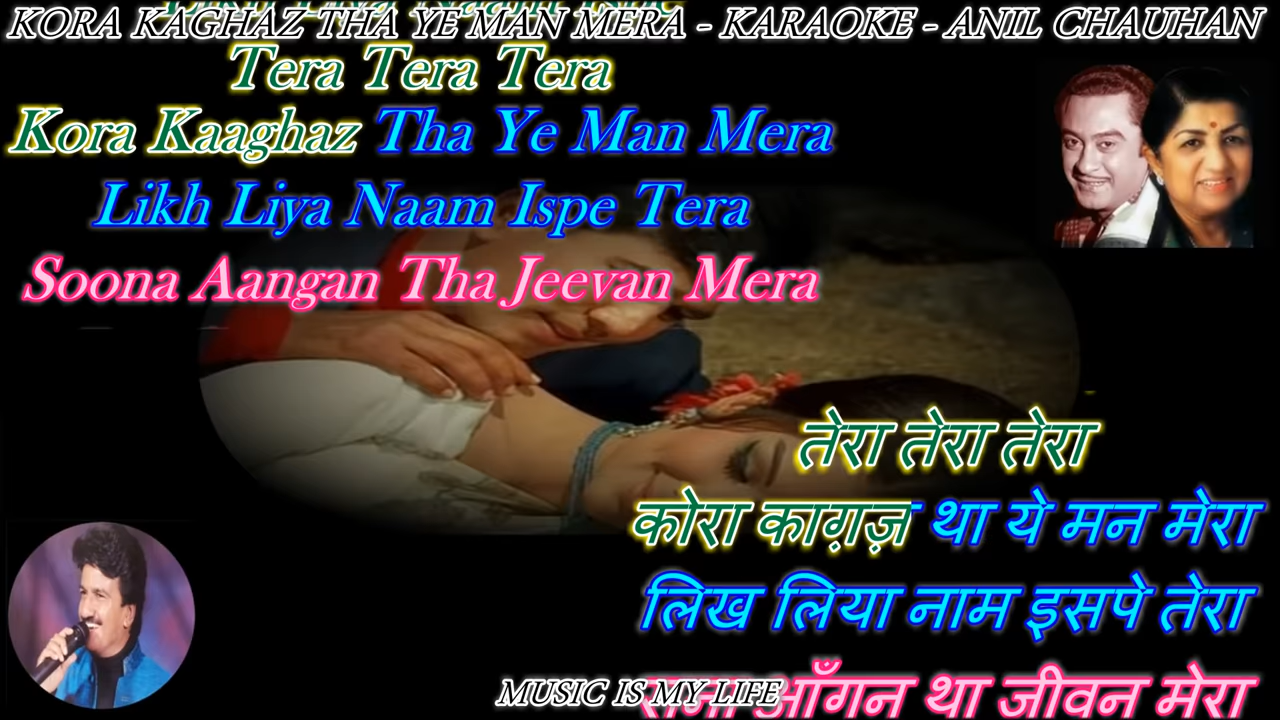 KORA KAGHAZ THA YE MAN MERA - KARAOKE - ANIL CHAUHAN
Tera Tera Tera
Kora Kaaghaz Tha Ye Man Mera
Likh Liya Naam Ispe Tera
Soona Aangan Tha Jeevan Mera
तेरा तेरा तेरा
कोरा काग़ज़ था ये मन मेरा
लिख लिया नाम इसपे तेरा
आँगन था जीवन मेरा
MUSIC IS MY LIFE